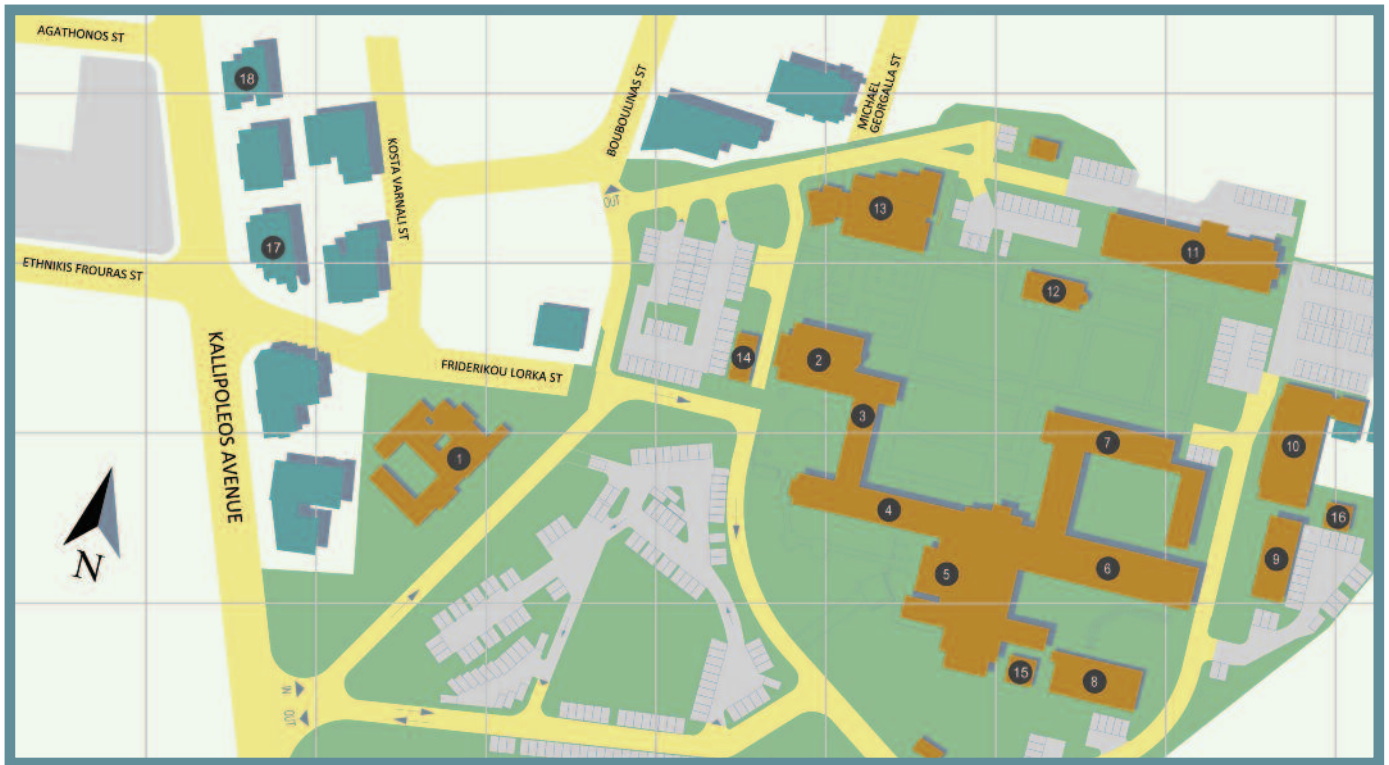 AGATHONOS ST
18
KOSTA VARNALI ST
BOUBOULINAS ST
MICHAEL
GEORGALLA ST
OUT
13
17
11
ETHNIKIS FROURAS ST
12
KALLIPOLEOS AVENUE
FRIDERIKOU LORKA ST
14
2
3
7
1
10
4
16
N
5
6
9
15
8
IN
OUT